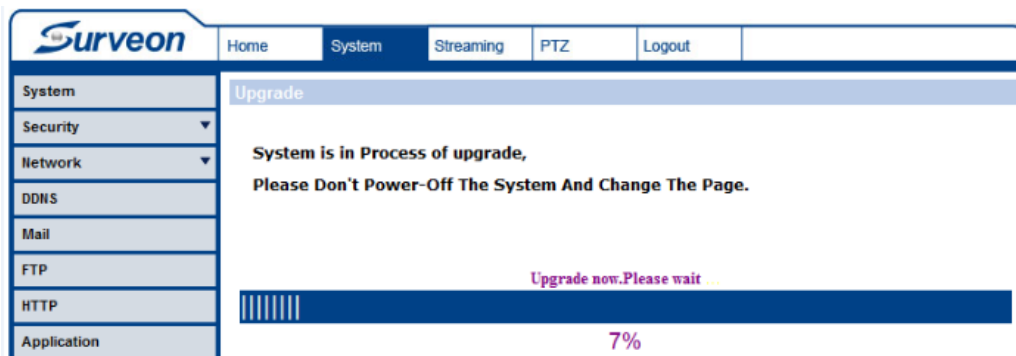 Surveon
Home System Streaming PTZ Logout
System
Security
Network
DDNS
Mail
FTP
HTTP
Application
Upgrade
System is in Process of upgrade,
Please Don't Power-Off The System And Change The Page.
Upgrade now.Please wait ...
7%